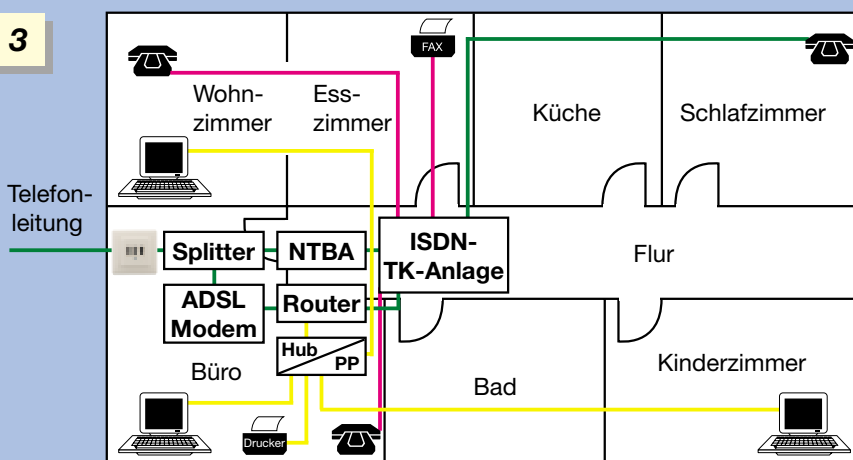 3
FAX
Wohn-
zimmer
Ess-
zimmer
Küche
Schlafzimmer
Telefon-
leitung
Splitter
NTBA
ISDN-
TK-Anlage
Flur
ADSL
Modem
Router
Hub
PP
Büro
Bad
Kinderzimmer
Drucker